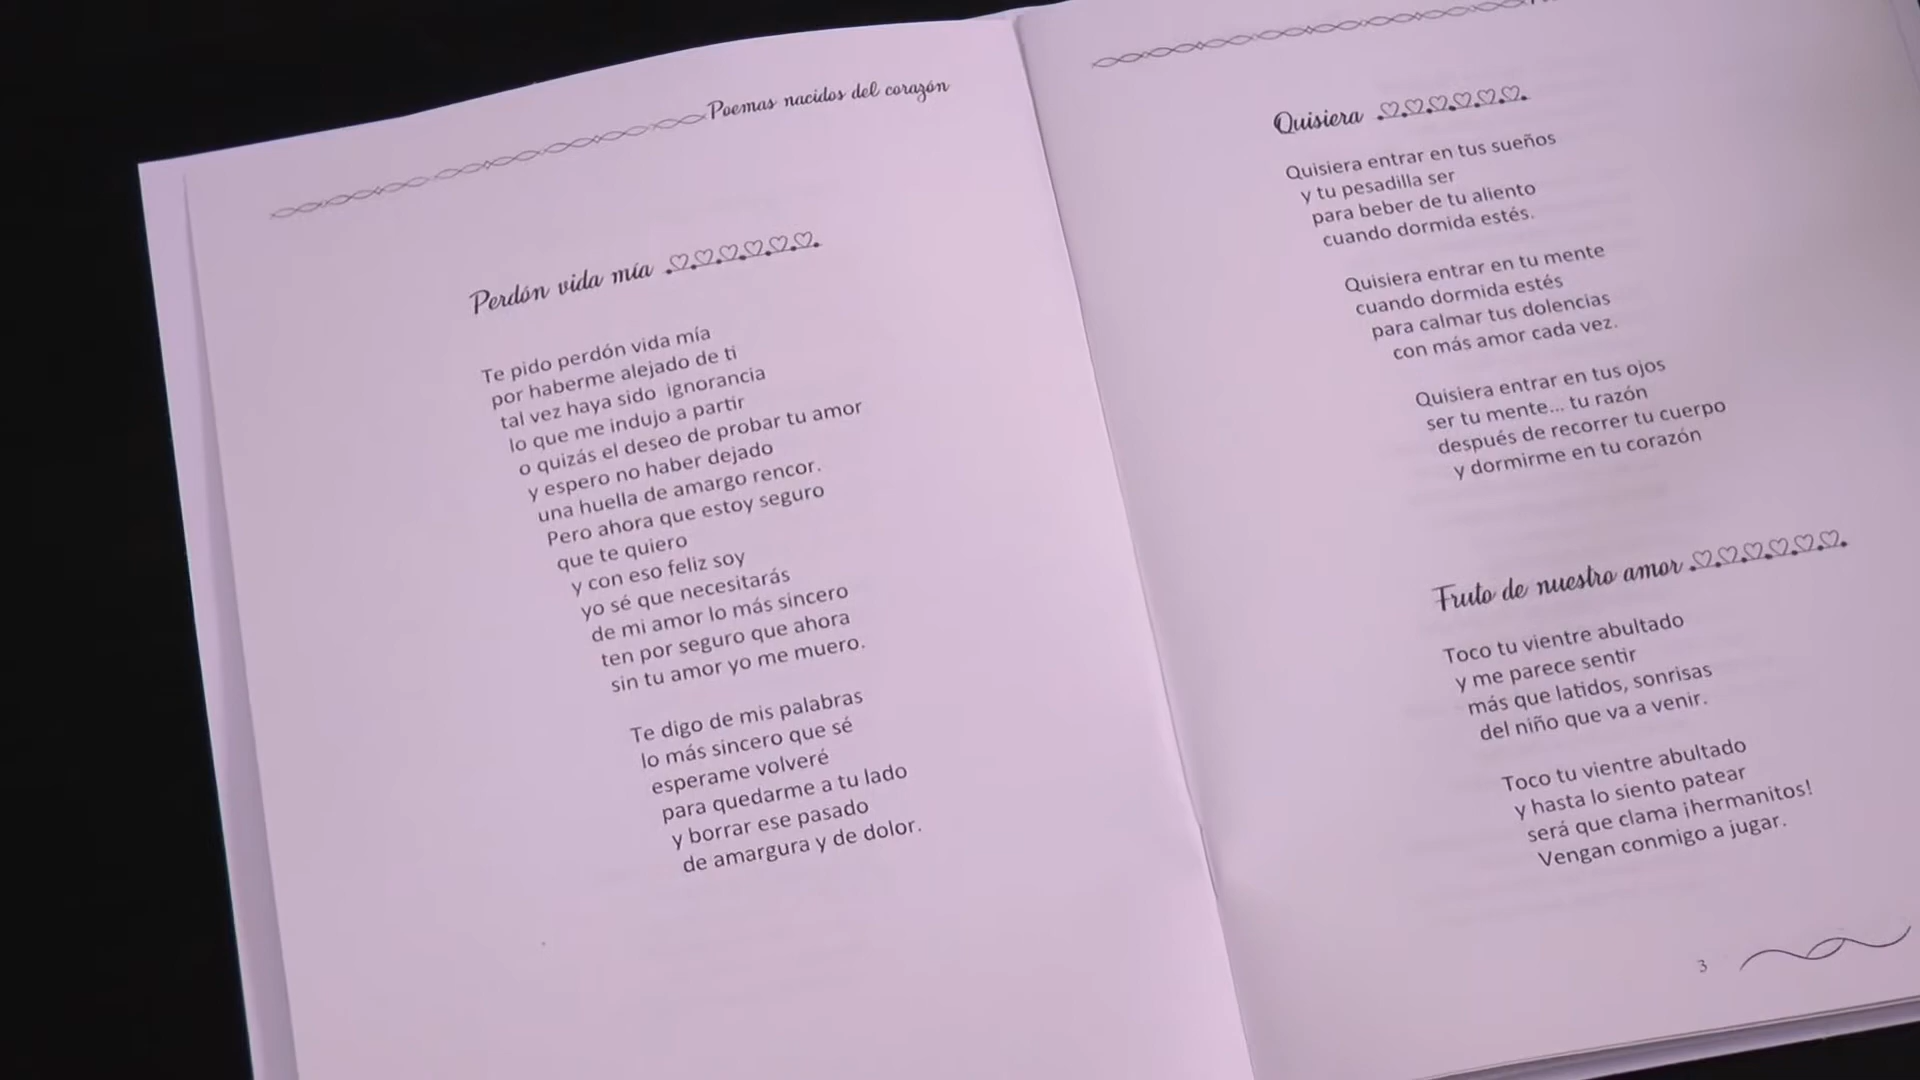 Poemas nacidos del corazón
Perdón vida mía
Te pido perdón vida mía
por haberme alejado de ti
tal vez haya sido ignorancia
lo que me indujo a partir
o quizás el deseo de probar tu amor
y espero no haber dejado
una huella de amargo rencor.
Pero ahora que estoy seguro
que te quiero
y con eso feliz soy
yo sé que necesitarás
de mi amor lo más sincero
ten por seguro que ahora
sin tu amor yo me muero.
Te digo de mis palabras
lo más sincero que sé
esperame volveré
para quedarme a tu lado
y borrar ese pasado
de amargura y de dolor.
Quisiera
Quisiera entrar en tus sueños
y tu pesadilla ser
para beber de tu aliento
cuando dormida estés.
Quisiera entrar en tu mente
cuando dormida estés
para calmar tus dolencias
con más amor cada vez.
Quisiera entrar en tus ojos
ser tu mente... tu razón
después de recorrer tu cuerpo
y dormirme en tu corazón
Fruto de nuestro amor
Toco tu vientre abultado
y me parece sentir
más que latidos, sonrisas
del niño que va a venir.
Toco tu vientre abultado
y hasta lo siento patear
será que clama ¡hermanitos!
Vengan conmigo a jugar.
3